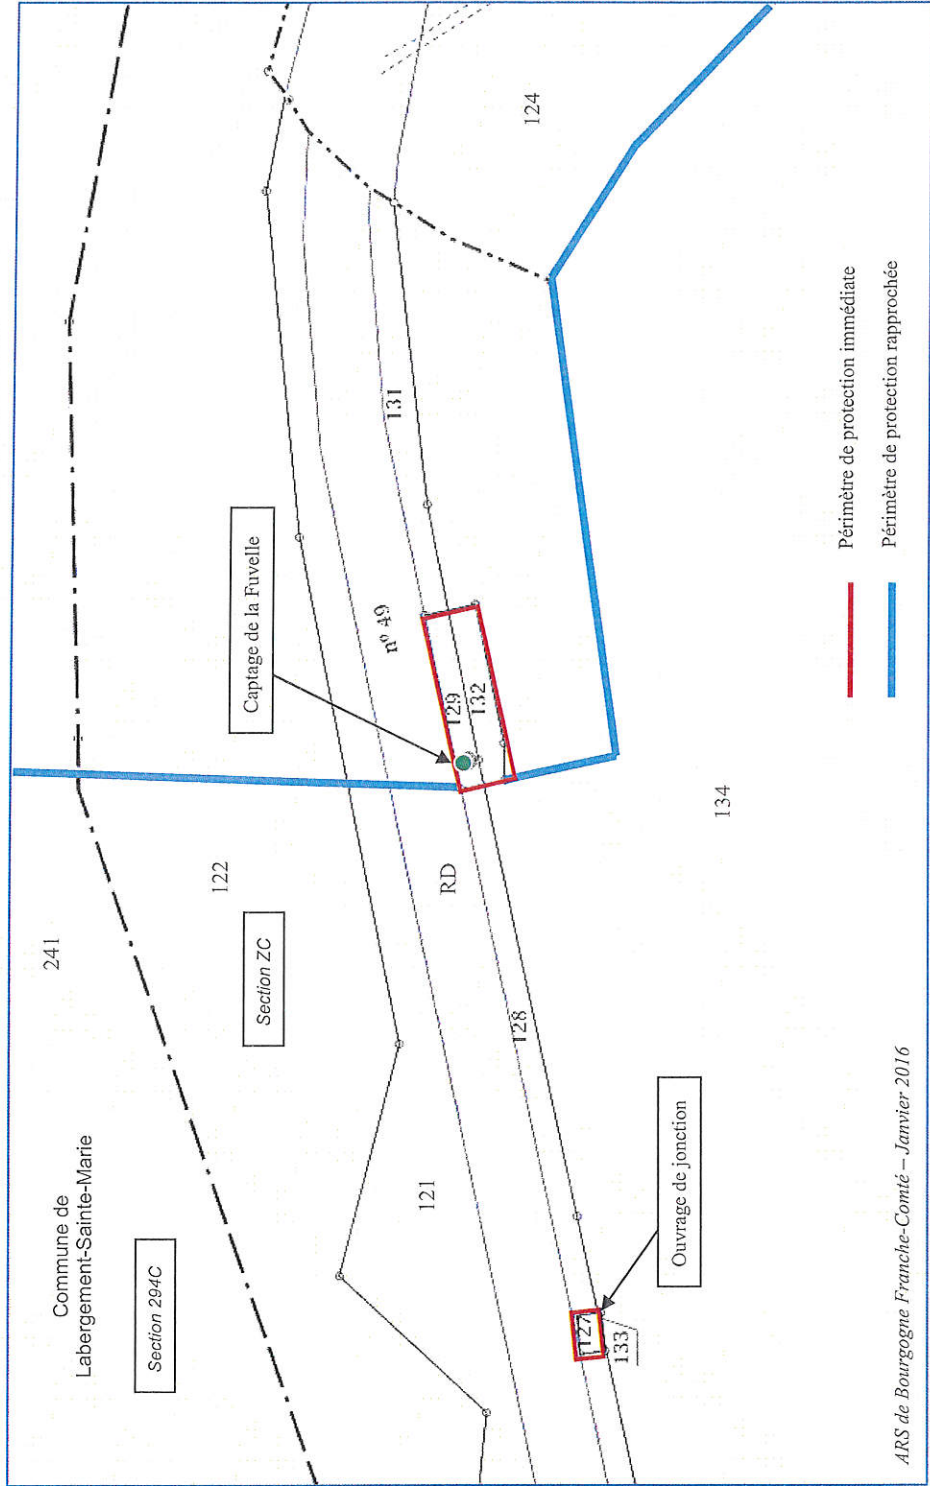 Commune de
Labergement-Sainte-Marie
Section 294C
241
122
Section ZC
121
Captage de la Fuvelle
nº 49
RD
131
129
132
128
127
133
Ouvrage de jonction
124
134
Périmètre de protection immédiate
Périmètre de protection rapprochée
ARS de Bourgogne Franche-Comté – Janvier 2016